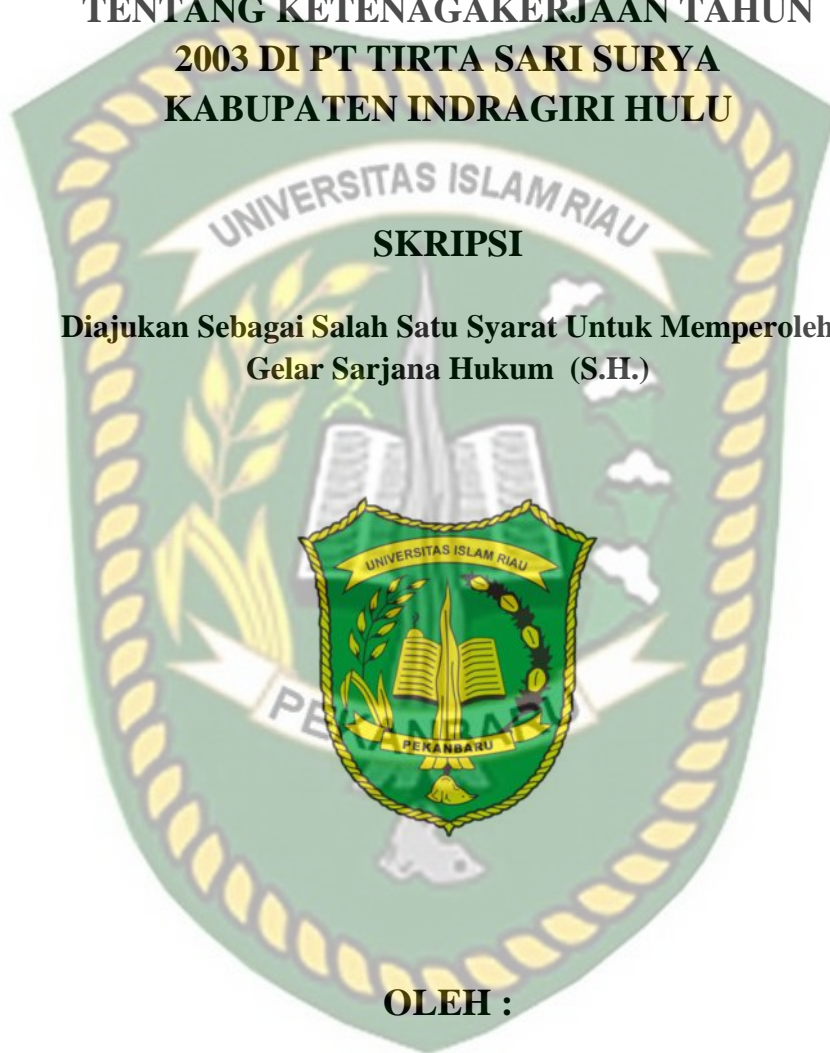 TENTANG KETENAGAKERJAAN TAHUN
2003 DI PT TIRTA SARI SURYA
KABUPATEN INDRAGIRI HULU
UNIVERSITAS ISLAM RIAU
SKRIPSI
Diajukan Sebagai Salah Satu Syarat Untuk Memperoleh
Gelar Sarjana Hukum (S.H.)
UNIVERSITAS ISLAM RIAU
PEKANBARU
PEKANBARU
OLEH :